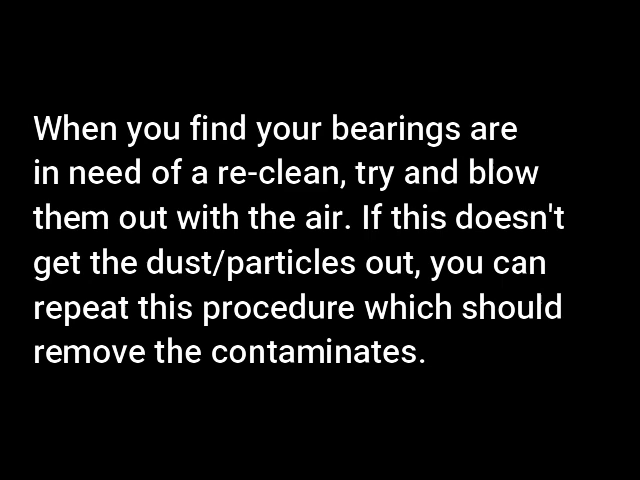 When you find your bearings are
in need of a re-clean, try and blow
them out with the air. If this doesn't
get the dust/particles out, you can
repeat this procedure which should
remove the contaminates.